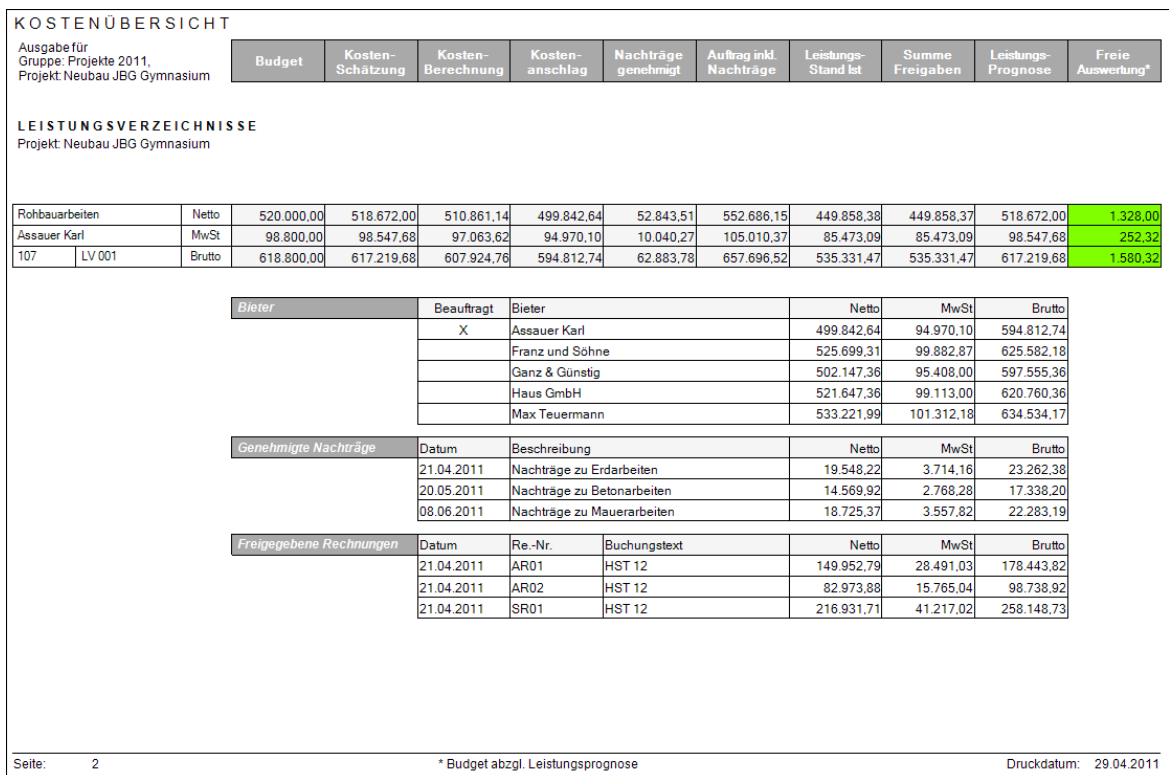 KOSTENÜBERSICHT
Ausgabe für
Gruppe: Projekte 2011,
Projekt: Neubau JBG Gymnasium
Budget Kosten-Schätzung Kosten-Berechnung Kosten-anschlag Nachträge genehmigt Auftrag inkl. Nachträge Leistungs-Stand Ist Summe Freigaben Leistungs-Prognose Freie Auswertung*
LEISTUNGSVERZEICHNISSE
Projekt: Neubau JBG Gymnasium
Rohbauarbeiten Netto 520.000,00 518.672,00 510.861,14 499.842,64 52.843,51 552.686,15 449.858,38 449.858,37 518.672,00 1.328,00
Assauer Karl MwSt 98.800,00 98.547,68 97.063,62 94.970,10 10.040,27 105.010,37 85.473,09 85.473,09 98.547,68 252,32
107 LV 001 Brutto 618.800,00 617.219,68 607.924,76 594.812,74 62.883,78 657.696,52 535.331,47 535.331,47 617.219,68 1.580,32
Bieter Beauftragt Bieter Netto MwSt Brutto
X Assauer Karl 499.842,64 94.970,10 594.812,74
Franz und Söhne 525.699,31 99.882,87 625.582,18
Ganz & Günstig 502.147,36 95.408,00 597.555,36
Haus GmbH 521.647,36 99.113,00 620.760,36
Max Teuermann 533.221,99 101.312,18 634.534,17
Genehmigte Nachträge Datum Beschreibung Netto MwSt Brutto
21.04.2011 Nachträge zu Erdarbeiten 19.548,22 3.714,16 23.262,38
20.05.2011 Nachträge zu Betonarbeiten 14.569,92 2.768,28 17.338,20
08.06.2011 Nachträge zu Mauerarbeiten 18.725,37 3.557,82 22.283,19
Freigegebene Rechnungen Datum Re.-Nr. Buchungstext Netto MwSt Brutto
21.04.2011 AR01 HST 12 149.952,79 28.491,03 178.443,82
21.04.2011 AR02 HST 12 82.973,88 15.765,04 98.738,92
21.04.2011 SR01 HST 12 216.931,71 41.217,02 258.148,73
Seite: 2 * Budget abzgl. Leistungsprognose Druckdatum: 29.04.2011